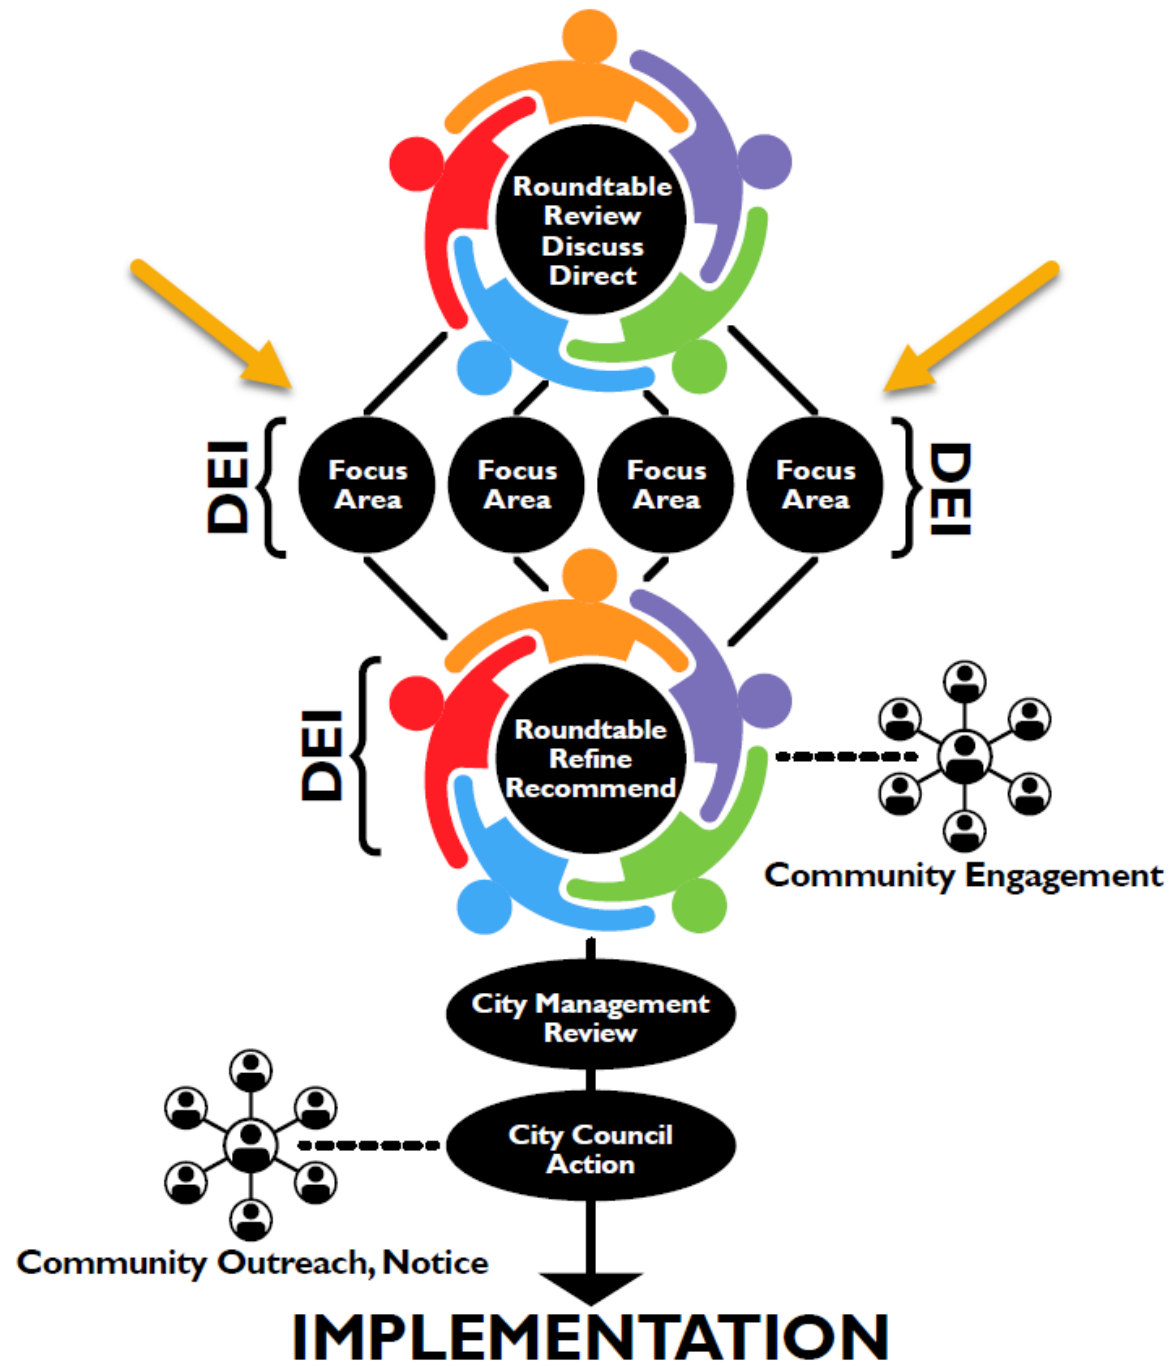 Roundtable
Review
Discuss
Direct
DEI
Focus
Area
Focus
Area
Focus
Area
Focus
Area
DEI
DEI
Roundtable
Refine
Recommend
Community Engagement
City Management
Review
City Council
Action
Community Outreach, Notice
IMPLEMENTATION